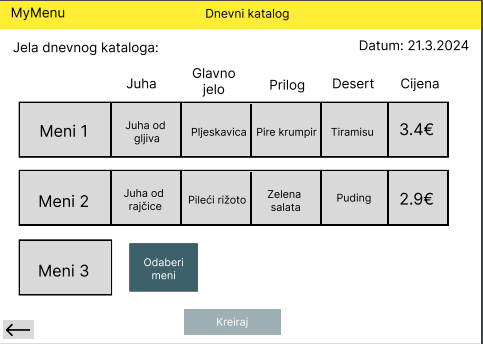 MyMenu
Dnevni katalog
Jela dnevnog kataloga:
Datum: 21.3.2024
Juha
Glavno
jelo
Prilog
Desert
Cijena
Meni 1
Juha od
gljiva
Pljeskavica
Pire krumpir
Tiramisu
3.4€
Meni 2
Juha od
rajčice
Pileći rižoto
Zelena
salata
Puding
2.9€
Meni 3
Odaberi
meni
Kreiraj